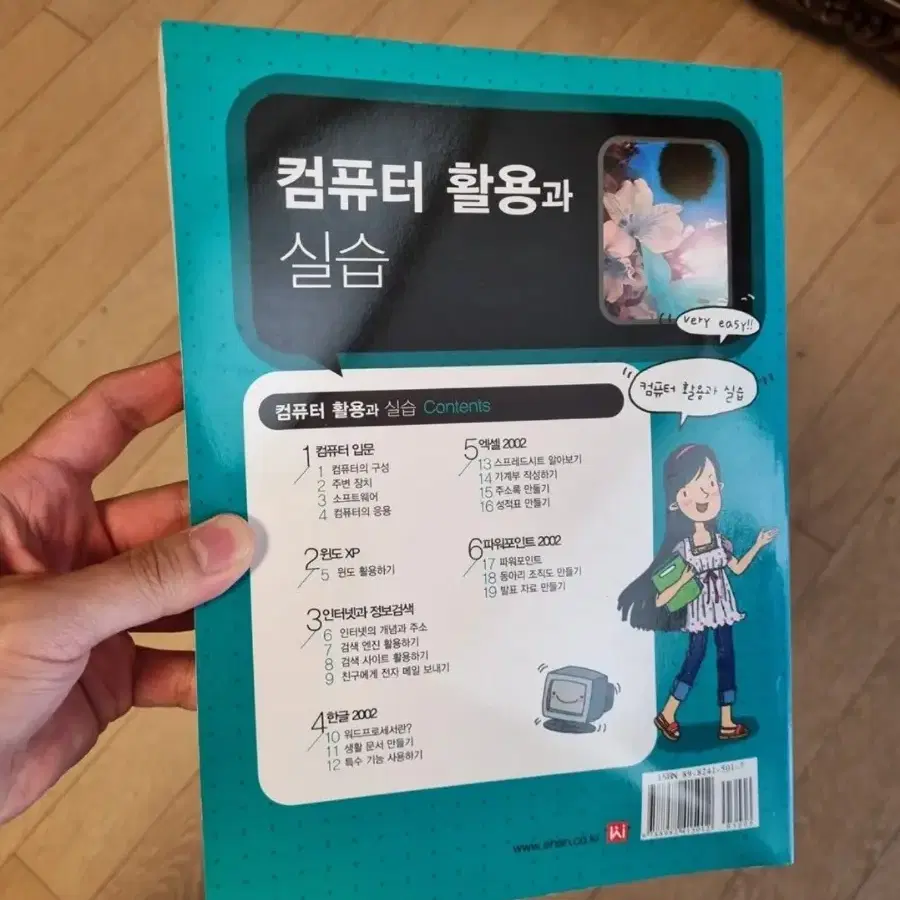 컴퓨터 활용과
실습
very easy!!
컴퓨터 활용과 실습
컴퓨터 활용과 실습 Contents
1 컴퓨터 입문
1 컴퓨터의 구성
2 주변 장치
3 소프트웨어
4 컴퓨터의 응용
2 윈도 XP
5 윈도 활용하기
3 인터넷과 정보검색
6 인터넷의 개념과 주소
7 검색 엔진 활용하기
8 검색 사이트 활용하기
9 친구에게 전자 메일 보내기
4 한글 2002
10 워드프로세서란?
11 생활 문서 만들기
12 특수 기능 사용하기
5 엑셀 2002
13 스프레드시트 알아보기
14 가계부 작성하기
15 주소록 만들기
16 성적표 만들기
6 파워포인트 2002
17 파워포인트
18 동아리 조직도 만들기
19 발표 자료 만들기
ISBN 89-8241-501-7